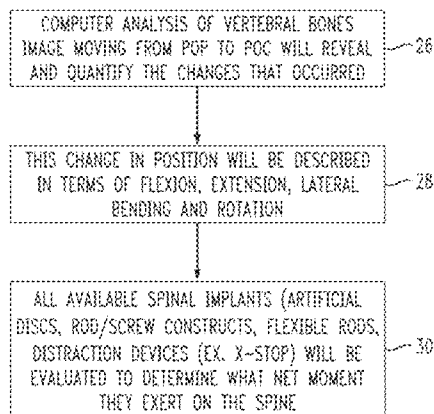 COMPUTER ANALYSIS OF VERTEBRAL BONES
IMAGE MOVING FROM POP TO POC WILL REVEAL
AND QUANTIFY THE CHANGES THAT OCCURRED
26
THIS CHANGE IN POSITION WILL BE DESCRIBED
IN TERMS OF FLEXION, EXTENSION, LATERAL
BENDING AND ROTATION
28
ALL AVAILABLE SPINAL IMPLANTS (ARTIFICIAL
DISCS, ROD/SCREW CONSTRUCTS, FLEXIBLE RODS,
DISTRACTION DEVICES (EX. X-STOP) WILL BE
EVALUATED TO DETERMINE WHAT NET MOMENT
THEY EXERT ON THE SPINE
30